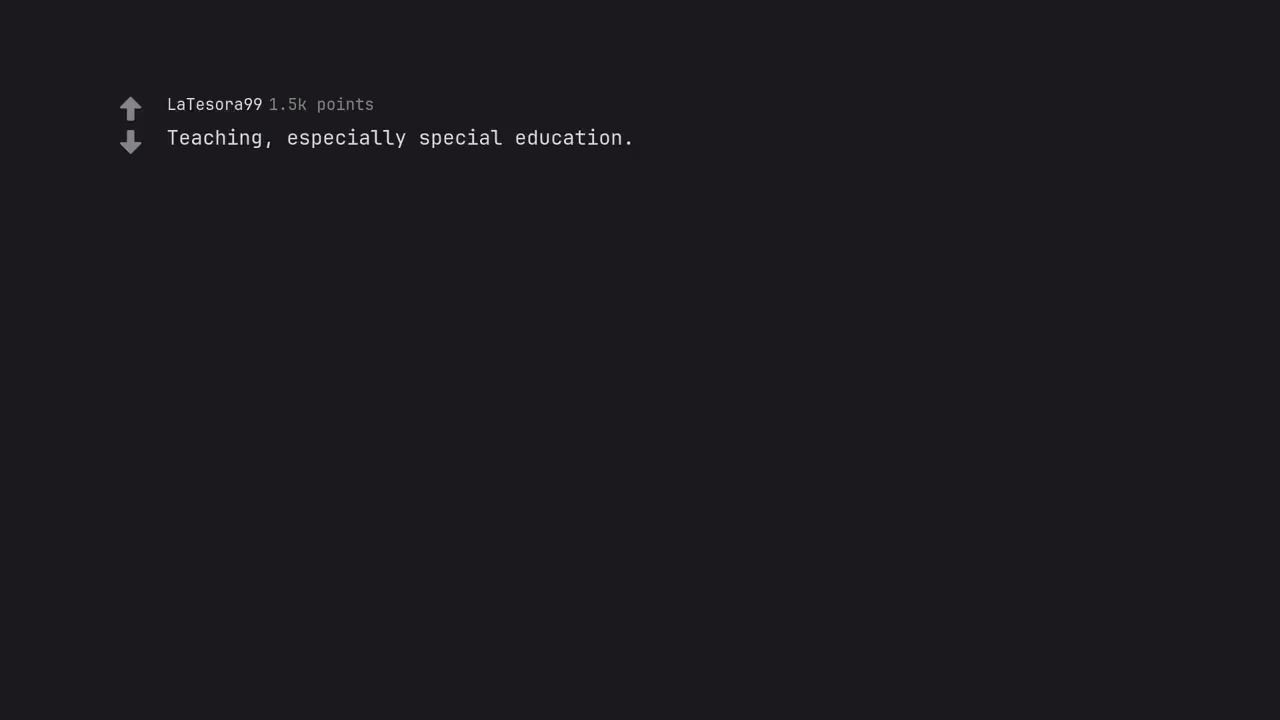 LaTesora99 1.5k points
Teaching, especially special education.